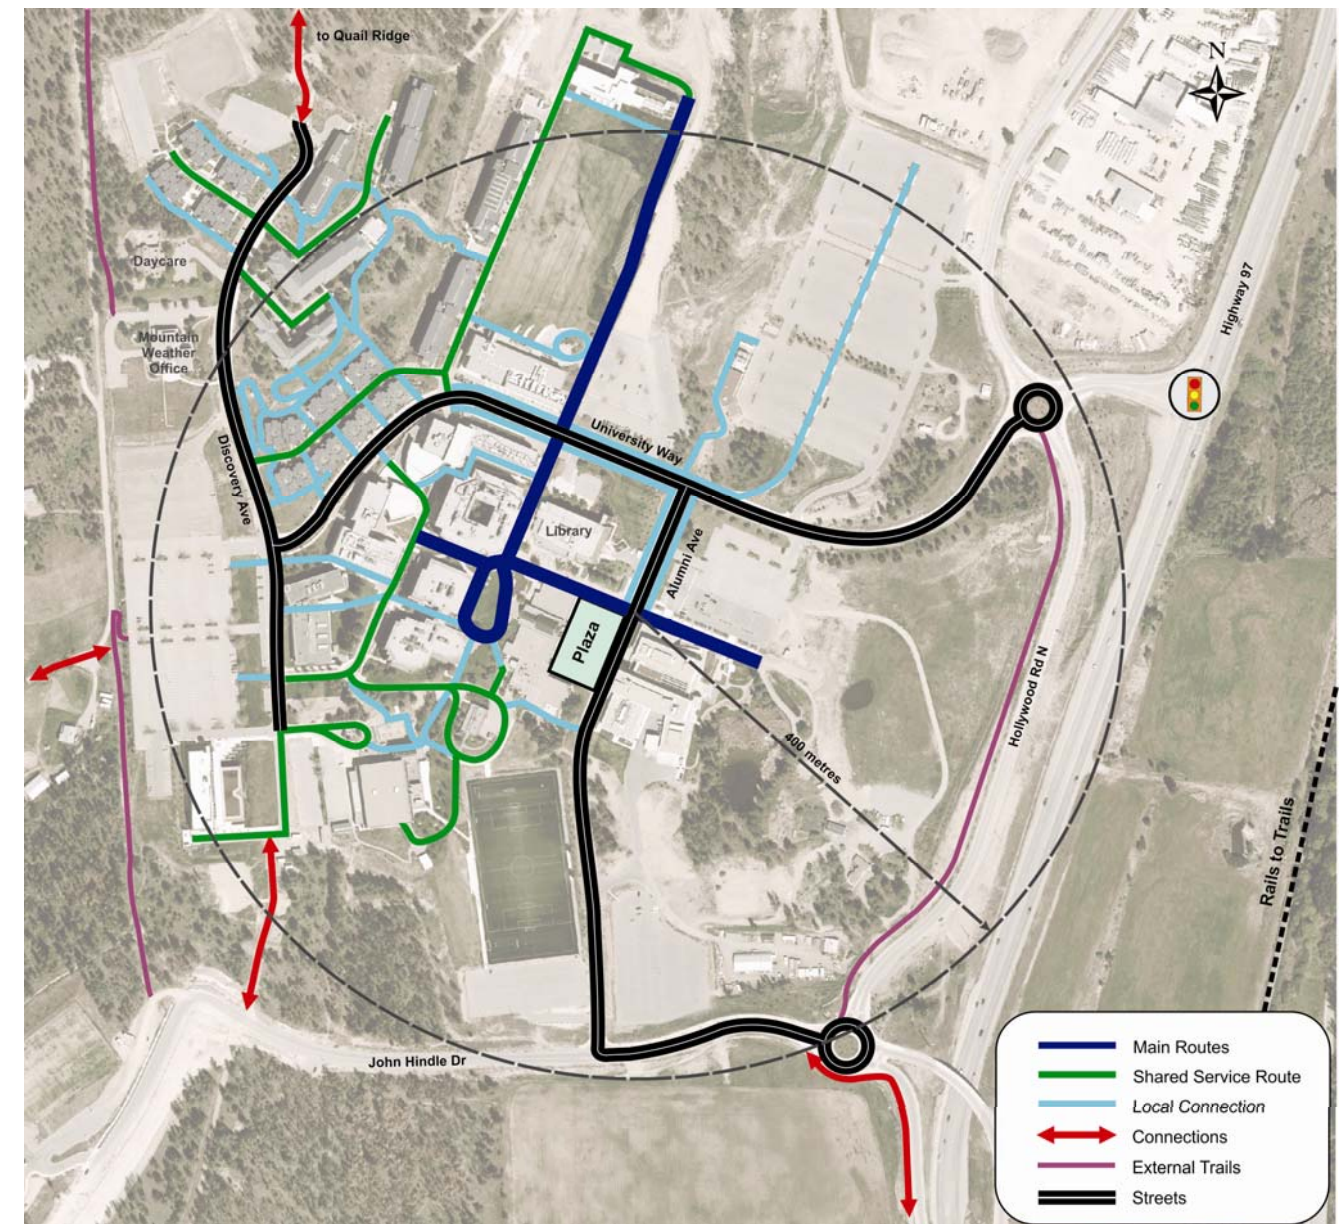 to Quail Ridge
N
Daycare
Highway 97
Mountain
Weather
Office
University Way
Discovery Ave
Library
Alumni Ave
Plaza
Hollywood Rd N
400 metres
Rails to Trails
John Hindle Dr
Main Routes
Shared Service Route
Local Connection
Connections
External Trails
Streets